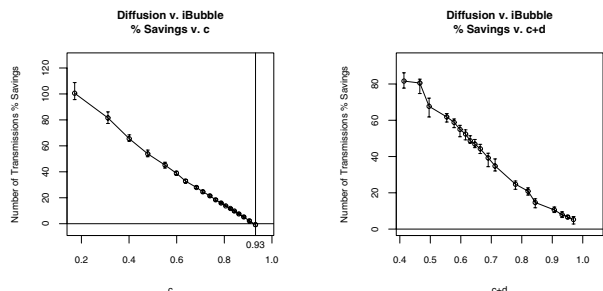 Diffusion v. iBubble
% Savings v. c
Number of Transmissions % Savings
120
100
80
60
40
20
0
0.93
0.2 0.4 0.6 0.8 1.0
c
Diffusion v. iBubble
% Savings v. c+d
Number of Transmissions % Savings
80
60
40
20
0
0.4 0.5 0.6 0.7 0.8 0.9 1.0
c+d